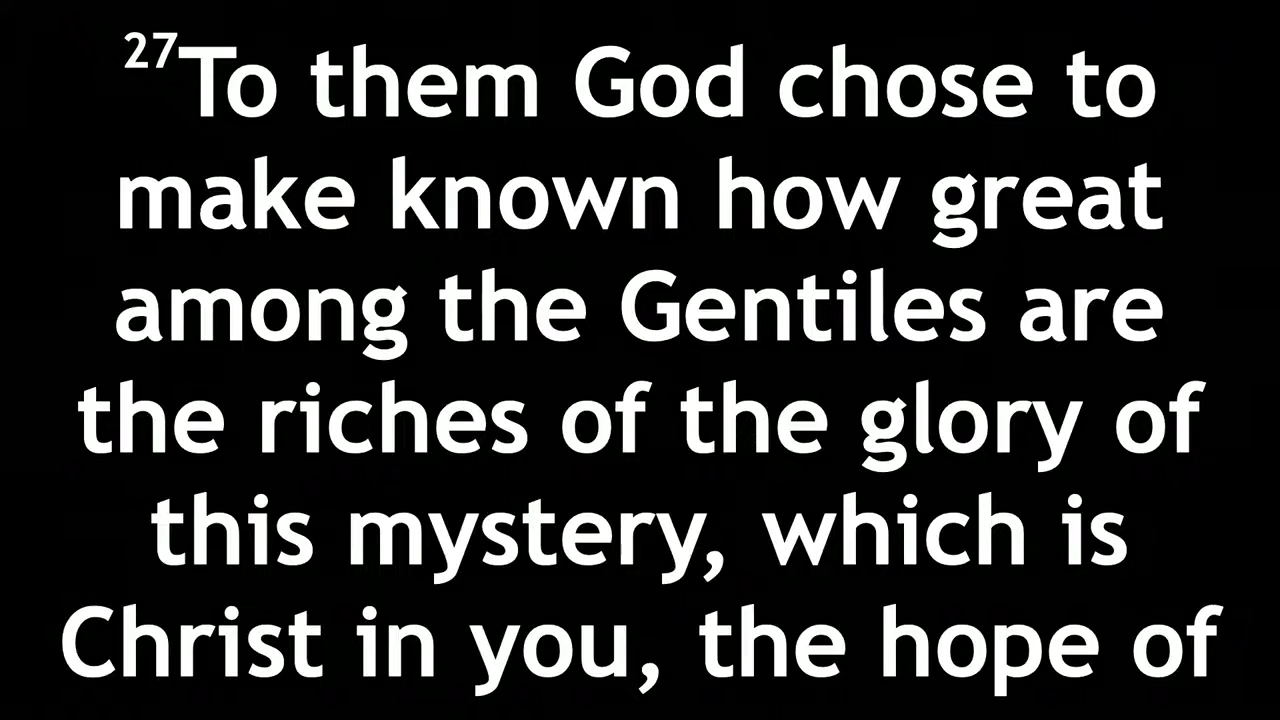 27To them God chose to
make known how great
among the Gentiles are
the riches of the glory of
this mystery, which is
Christ in you, the hope of